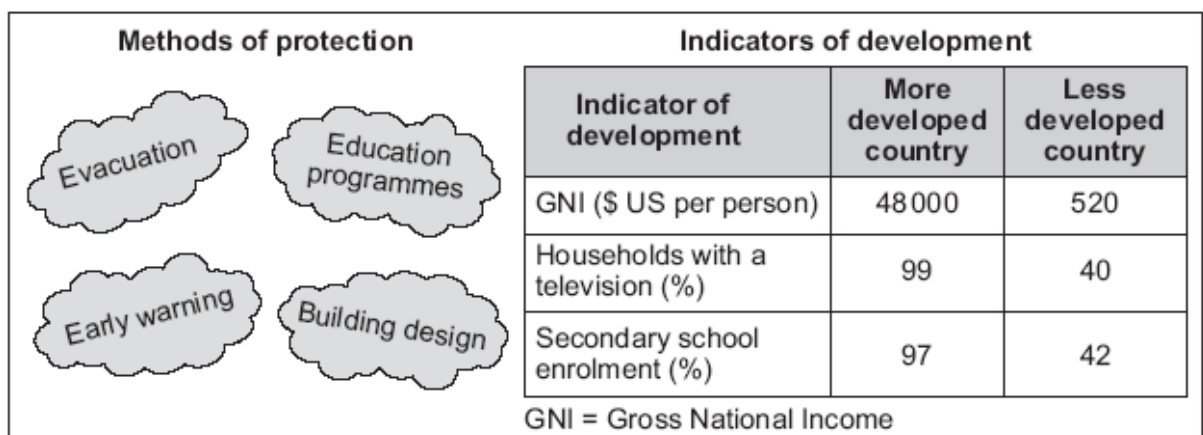 Methods of protection
Evacuation
Education
programmes
Early warning
Building design
Indicators of development
Indicator of
development
More
developed
country
Less
developed
country
GNI ($ US per person)
48 000
520
Households with a
television (%)
99
40
Secondary school
enrolment (%)
97
42
GNI = Gross National Income